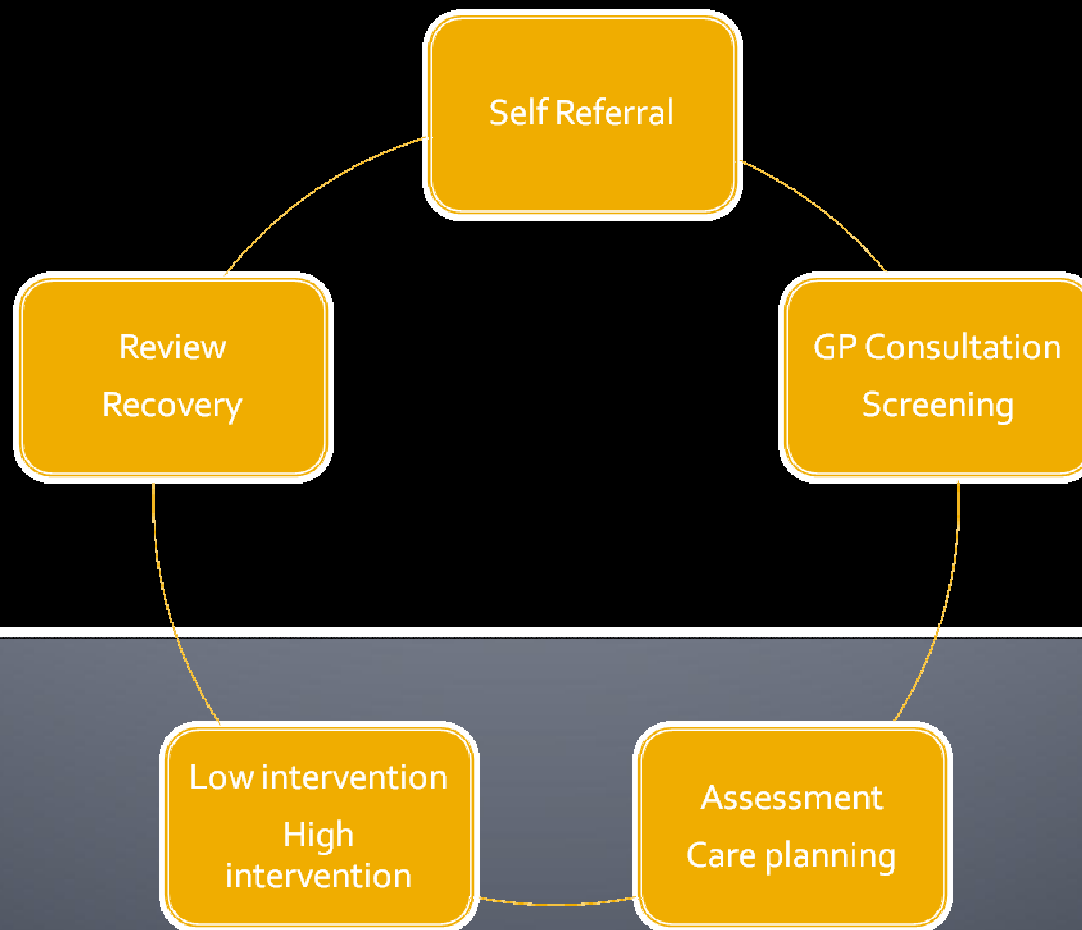 Self Referral
GP Consultation
Screening
Assessment
Care planning
Low intervention
High
intervention
Review
Recovery